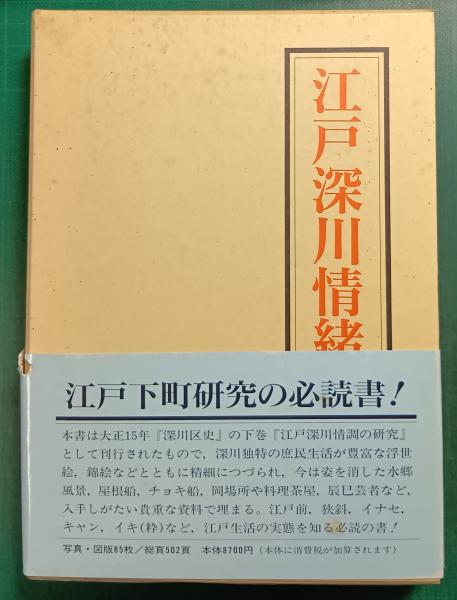 江戸深川情緒
江戸下町研究の必読書！
本書は大正15年『深川区史』の下巻『江戸深川情調の研究』
として刊行されたもので，深川独特の庶民生活が豊富な浮世
絵，錦絵などとともに精細につづられ，今は姿を消した水郷
風景，屋根船，チョキ船，岡場所や料理茶屋，辰巳芸者など，
入手しがたい貴重な資料で埋まる。江戸前，狭斜，イナセ，
キャン，イキ(粋)など，江戸生活の実態を知る必読の書！
写真・図版85枚／総頁502頁　本体8700円（本体に消費税が加算されます）